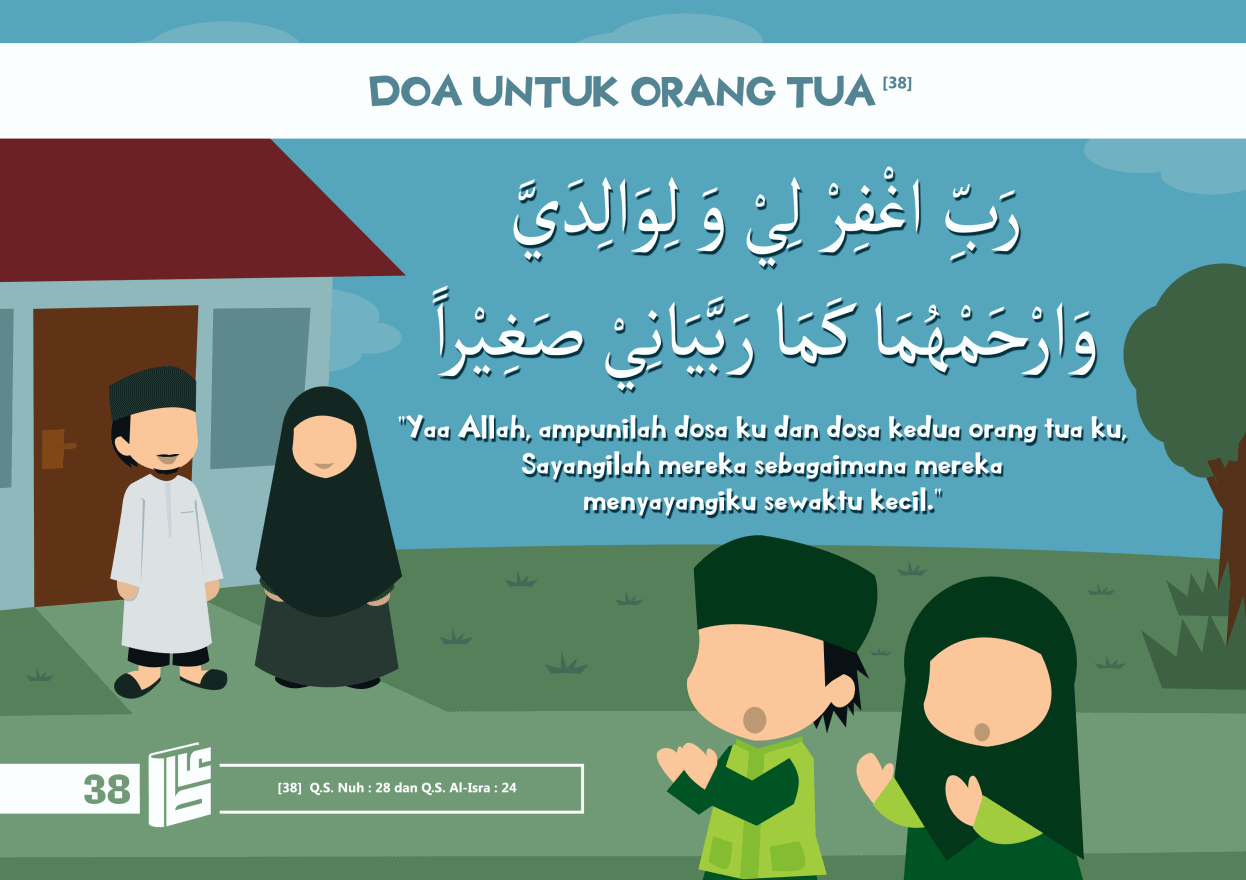 DOA UNTUK ORANG TUA [38]
رَبِّ اغْفِرْ لِيْ وَ لِوَالِدَيَّ
وَارْحَمْهُمَا كَمَا رَبَّيَانِيْ صَغِيْراً
"Yaa Allah, ampunilah dosa ku dan dosa kedua orang tua ku,
Sayangilah mereka sebagaimana mereka
menyayangiku sewaktu kecil."
38
[38] Q.S. Nuh : 28 dan Q.S. Al-Isra : 24